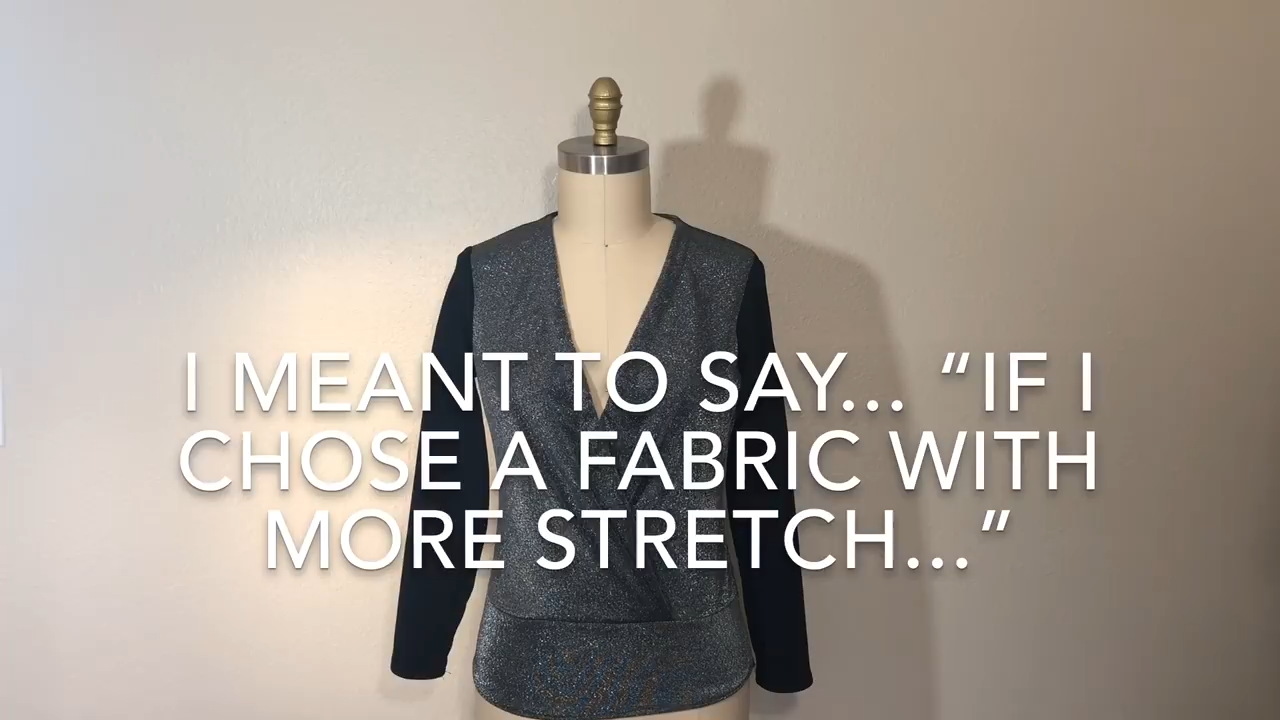 I MEANT TO SAY... “IF I
CHOSE A FABRIC WITH
MORE STRETCH...”